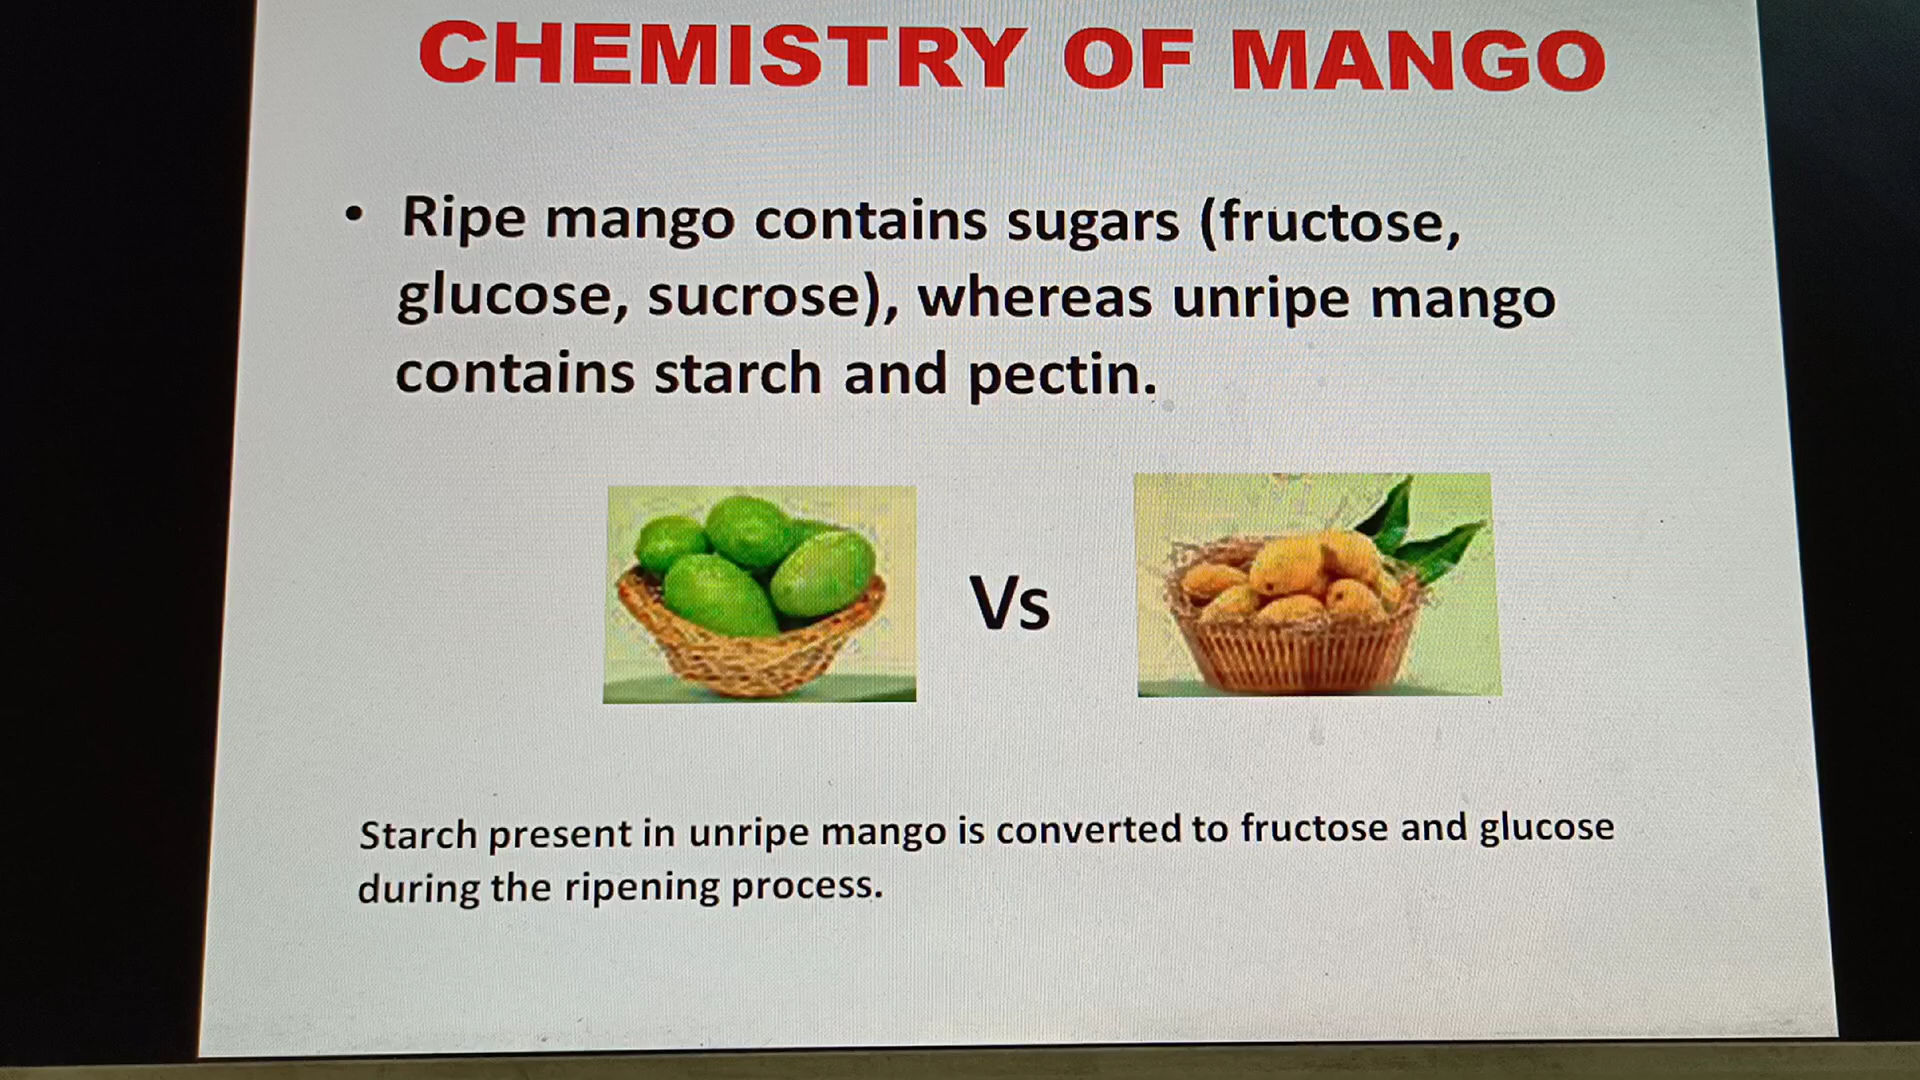 CHEMISTRY OF MANGO
• Ripe mango contains sugars (fructose,
glucose, sucrose), whereas unripe mango
contains starch and pectin.
Vs
Starch present in unripe mango is converted to fructose and glucose
during the ripening process.